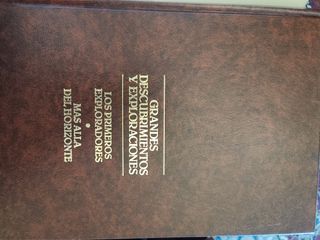 GRANDES
DESCUBRIMIENTOS
Y EXPLORACIONES
LOS PRIMEROS
EXPLORADORES
•
MAS ALLA
DEL HORIZONTE